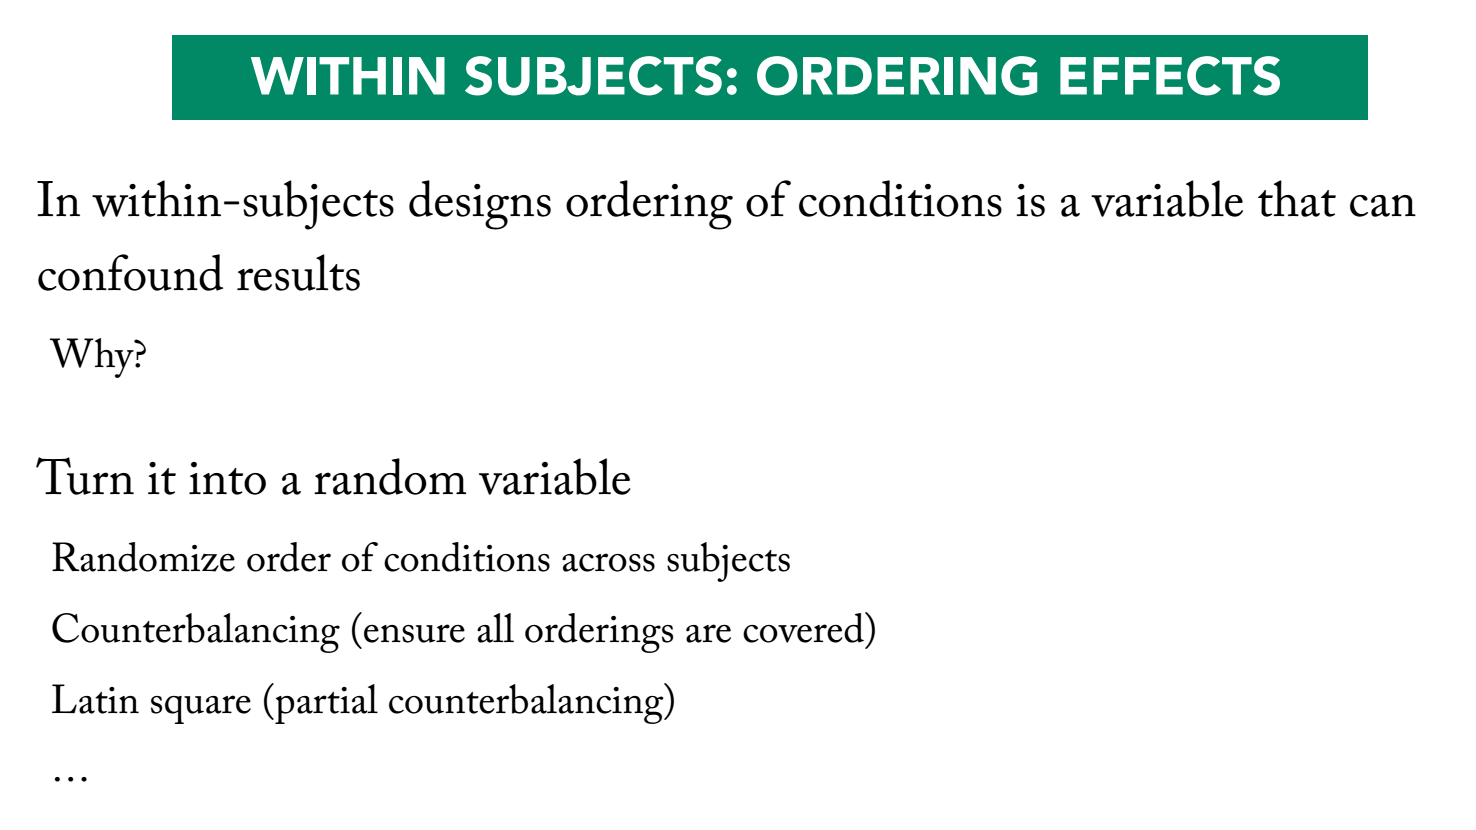 WITHIN SUBJECTS: ORDERING EFFECTS
In within-subjects designs ordering of conditions is a variable that can
confound results
Why?
Turn it into a random variable
Randomize order of conditions across subjects
Counterbalancing (ensure all orderings are covered)
Latin square (partial counterbalancing)
…